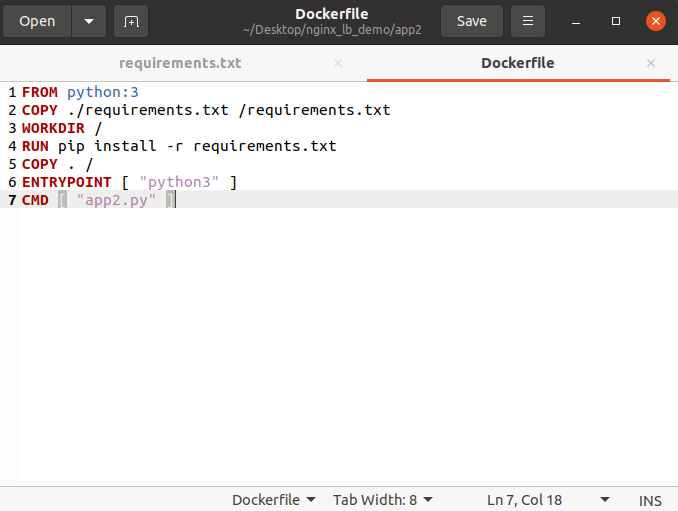 Open
Dockerfile
~/Desktop/nginx_lb_demo/app2
Save
requirements.txt
Dockerfile
1 FROM python:3
2 COPY ./requirements.txt /requirements.txt
3 WORKDIR /
4 RUN pip install -r requirements.txt
5 COPY . /
6 ENTRYPOINT [ "python3" ]
7 CMD [ "app2.py" ]
Dockerfile Tab Width: 8 Ln 7, Col 18 INS